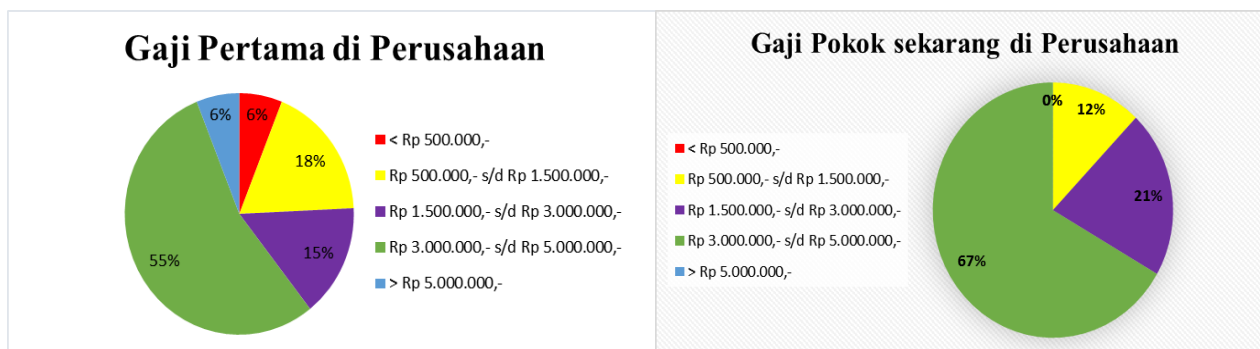 Gaji Pertama di Perusahaan
6%
6%
18%
15%
55%
< Rp 500.000,-
Rp 500.000,- s/d Rp 1.500.000,-
Rp 1.500.000,- s/d Rp 3.000.000,-
Rp 3.000.000,- s/d Rp 5.000.000,-
> Rp 5.000.000,-
Gaji Pokok sekarang di Perusahaan
< Rp 500.000,-
Rp 500.000,- s/d Rp 1.500.000,-
Rp 1.500.000,- s/d Rp 3.000.000,-
Rp 3.000.000,- s/d Rp 5.000.000,-
> Rp 5.000.000,-
0%
12%
21%
67%